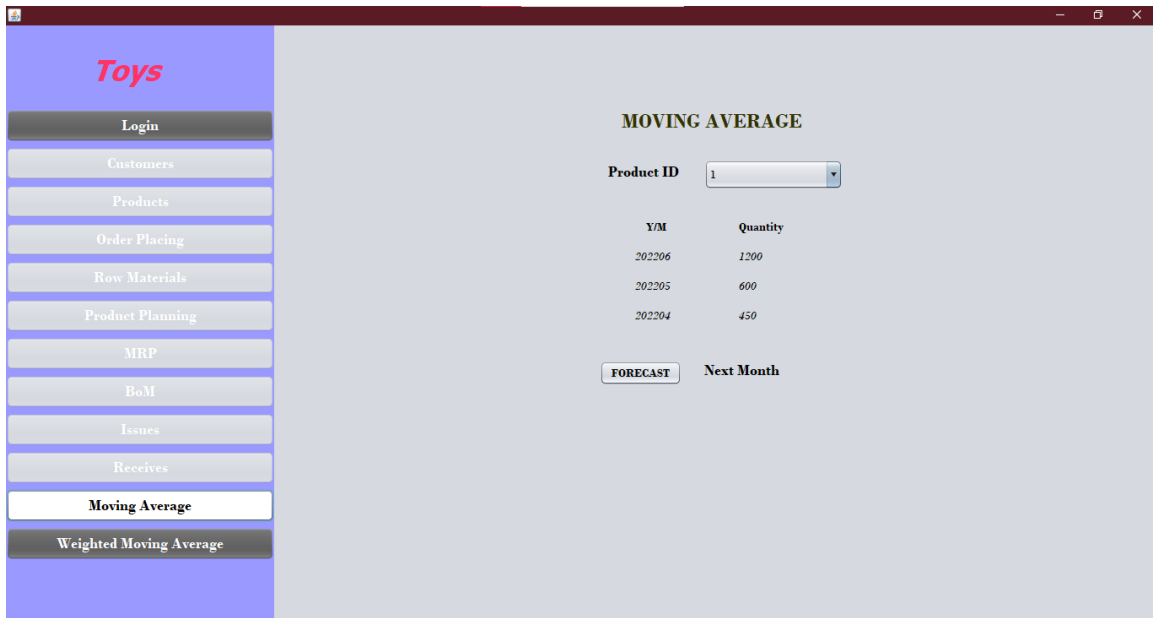 Toys
Login
Customers
Products
Order Placing
Row Materials
Product Planning
MRP
BoM
Issues
Receives
Moving Average
Weighted Moving Average
MOVING AVERAGE
Product ID 1
Y/M Quantity
202206 1200
202205 600
202204 450
FORECAST Next Month